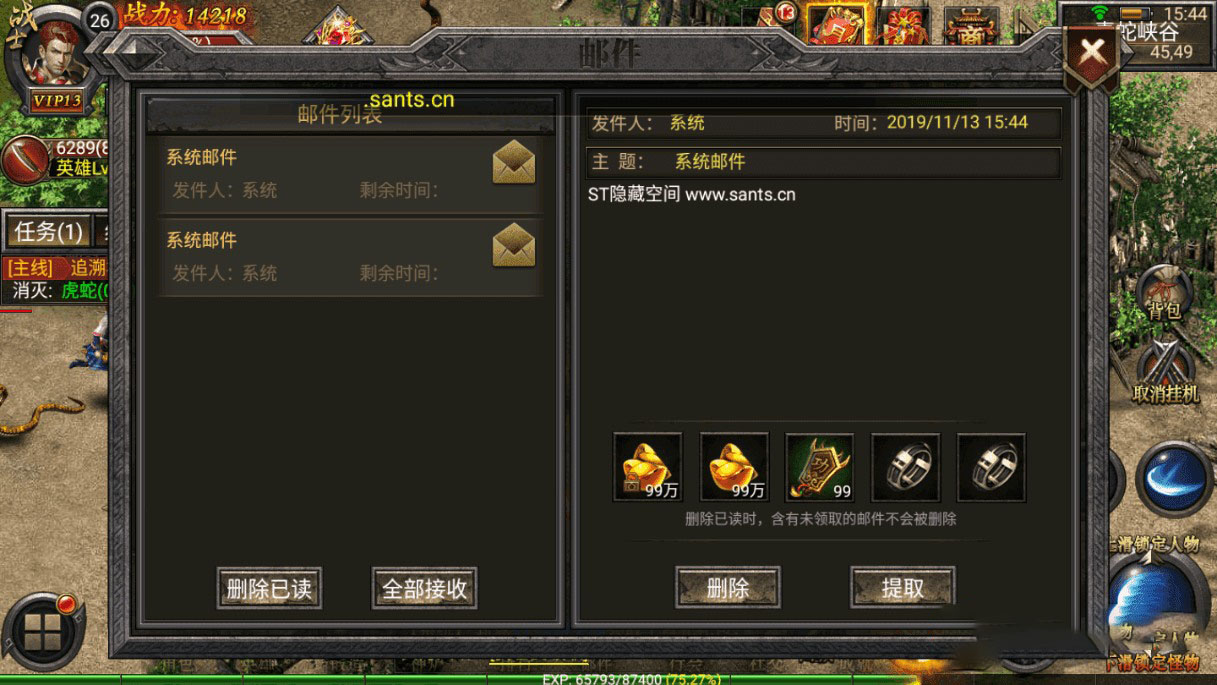 战士
26
战力:14218
VIP13
15:44
蛇峡谷
45,49
邮件
.sants.cn
邮件列表
发件人： 系统
时间：2019/11/13 15:44
系统邮件
发件人：系统
剩余时间：
主 题： 系统邮件
ST隐藏空间 www.sants.cn
6289(8
英雄Lv
任务(1)
系统邮件
发件人：系统
剩余时间：
[主线] 追溯
消灭: 虎蛇(0
背包
取消挂机
99万
99万
99
删除已读时，含有未领取的邮件不会被删除
滑锁定人物
删除已读
全部接收
删除
提取
下滑锁定怪物
EXP: 65793/87400 (75.27%)